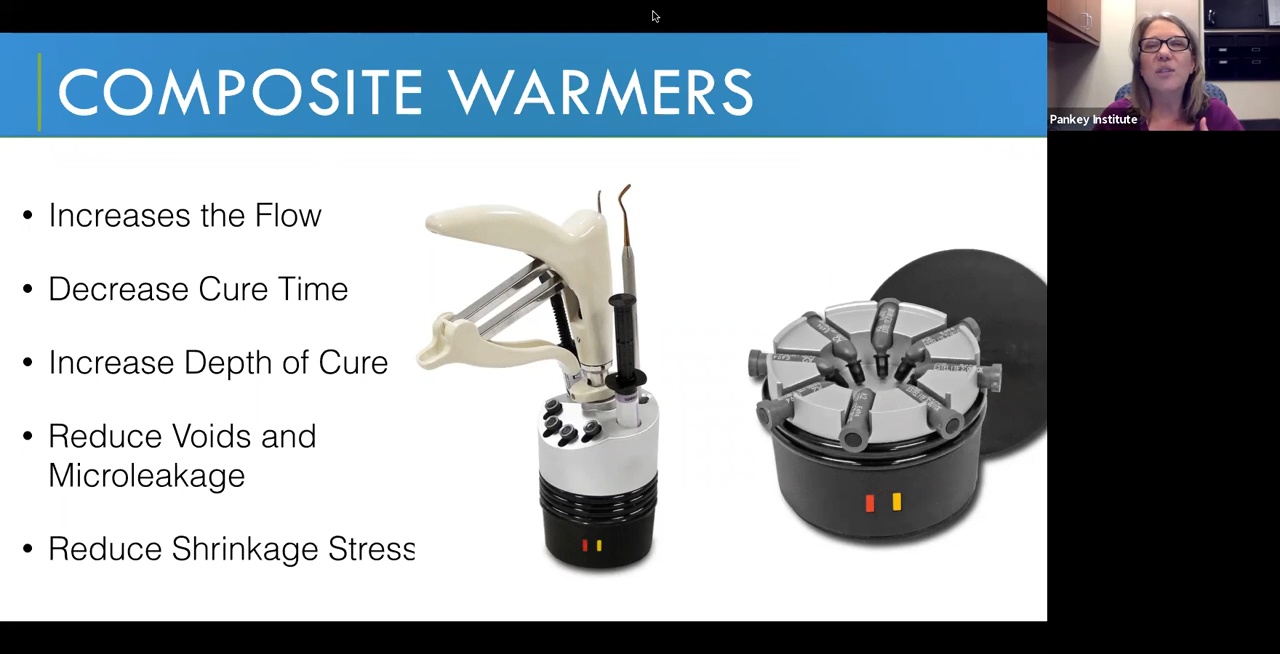 COMPOSITE WARMERS
• Increases the Flow
• Decrease Cure Time
• Increase Depth of Cure
• Reduce Voids and
Microleakage
• Reduce Shrinkage Stress
Pankey Institute